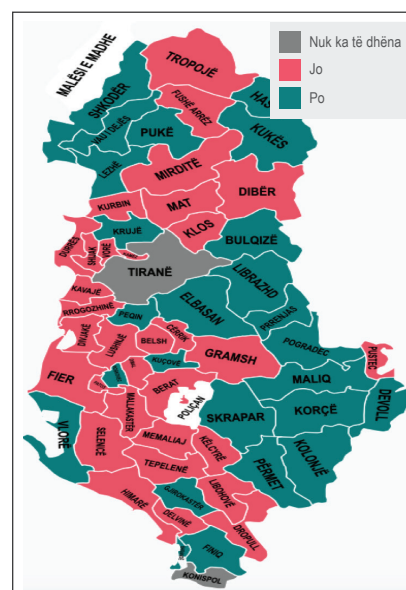 Nuk ka të dhëna
Jo
Po
MALËSI E MADHE
TROPOJË
SHKODËR
FUSHË ARRËZ
HAS
VAU I DEJËS
PUKË
KUKËS
LEZHË
MIRDITË
DIBËR
KURBIN
MAT
KRUJË
KLOS
BULQIZË
DURRËS
SHIJAK
VORË
TIRANË
LIBRAZHD
KAVAJË
RROGOZHINË
PEQIN
ELBASAN
PRRENJAS
CËRRIK
DIVJAKË
LUSHNJE
BELSH
POGRADEC
PUSTEC
KUÇOVË
GRAMSH
FIER
BERAT
MALIQ
POLIÇAN
DEVOLL
MALLAKASTËR
SKRAPAR
KORÇË
VLORË
SELENCË
MEMALIAJ
KËLCYRË
KOLONJË
TEPELENË
PËRMET
HIMARË
GJIROKASTËR
LIBOHOVË
DELVINË
DROPULL
FINIQ
KONISPOL